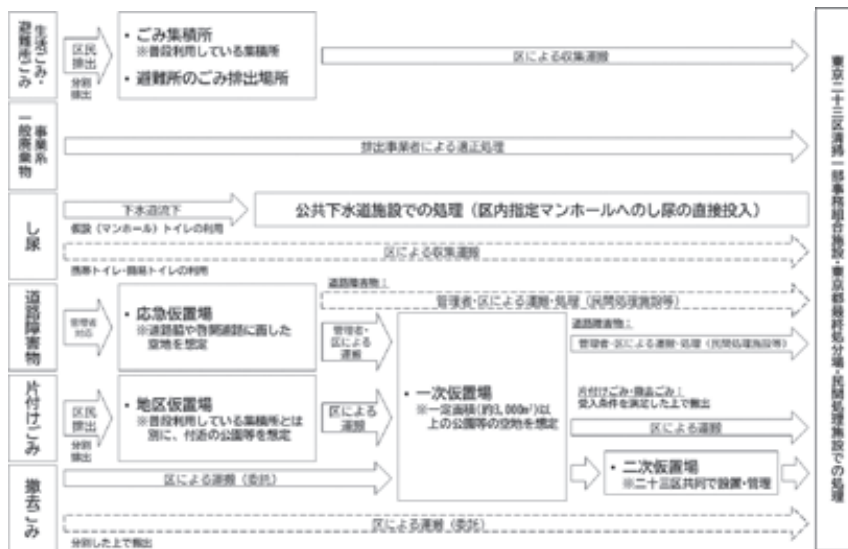 生活ごみ・
避難所ごみ
区民
排出
分別
排出
・ごみ集積所
※普段利用している集積所
・避難所のごみ排出場所
区による収集運搬
事業系
一般廃棄物
排出事業者による適正処理
し尿
下水道流下
仮設（マンホール）トイレの利用
公共下水道施設での処理（区内指定マンホールへのし尿の直接投入）
区による収集運搬
携帯トイレ・簡易トイレの利用
道路障害物
管理者
対応
・応急仮置場
※道路脇や啓開道路に面した
空地を想定
道路障害物：
管理者・区による運搬・処理（民間処理施設等）
管理者・
区による
運搬
・一次仮置場
※一定面積(約3,000㎡)以
上の公園等の空地を想定
道路障害物：
管理者・区による運搬・処理（民間処理施設等）
片付けごみ
区民
排出
分別
排出
・地区仮置場
※普段利用している集積所とは
別に、付近の公園等を想定
区による
運搬
片付けごみ・撤去ごみ：
受入条件を満足した上で搬出
区による運搬
撤去ごみ
区による運搬（委託）
・二次仮置場
※二十三区共同で設置・管理
区による運搬（委託）
分別した上で搬出
東京二十三区清掃一部事務組合施設・東京都最終処分場・民間処理施設での処理